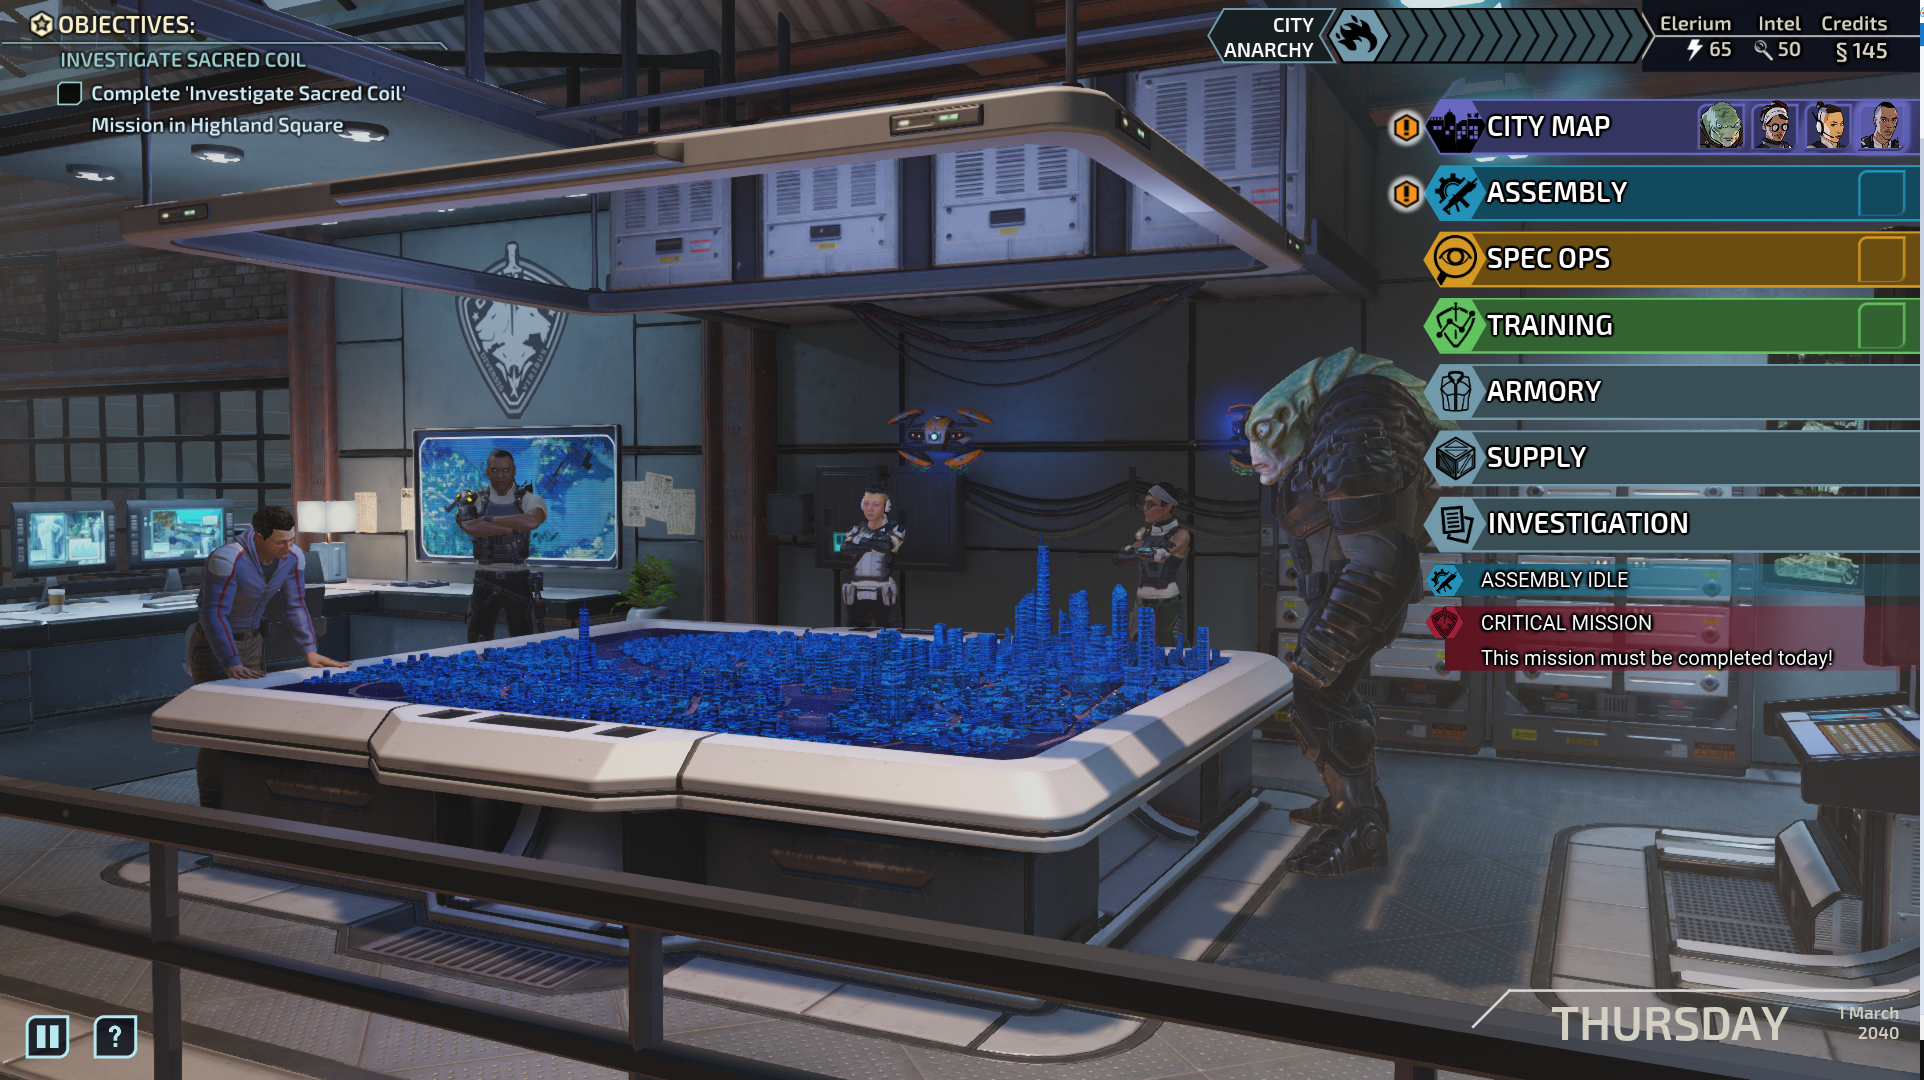 OBJECTIVES:
INVESTIGATE SACRED COIL
Complete 'Investigate Sacred Coil'
Mission in Highland Square
CITY
ANARCHY
Elerium Intel Credits
65 50 § 145
CITY MAP
ASSEMBLY
SPEC OPS
TRAINING
ARMORY
SUPPLY
INVESTIGATION
ASSEMBLY IDLE
CRITICAL MISSION
This mission must be completed today!
?
THURSDAY
1 March
2040